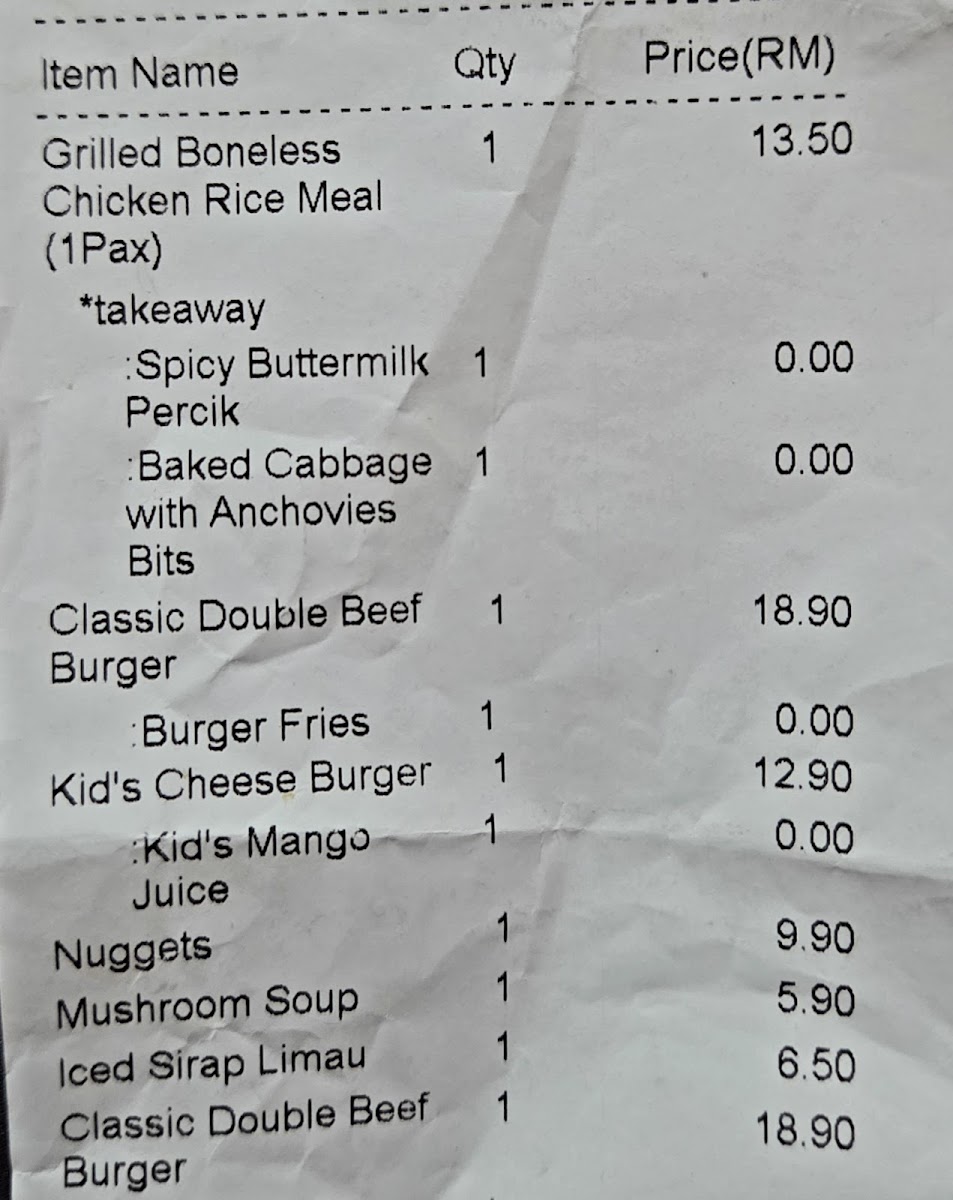 Item Name Qty Price(RM)
Grilled Boneless 1 13.50
Chicken Rice Meal
(1Pax)
*takeaway
:Spicy Buttermilk 1 0.00
Percik
:Baked Cabbage 1 0.00
with Anchovies
Bits
Classic Double Beef 1 18.90
Burger
:Burger Fries 1 0.00
Kid's Cheese Burger 1 12.90
:Kid's Mango 1 0.00
Juice
Nuggets 1 9.90
Mushroom Soup 1 5.90
Iced Sirap Limau 1 6.50
Classic Double Beef 1 18.90
Burger